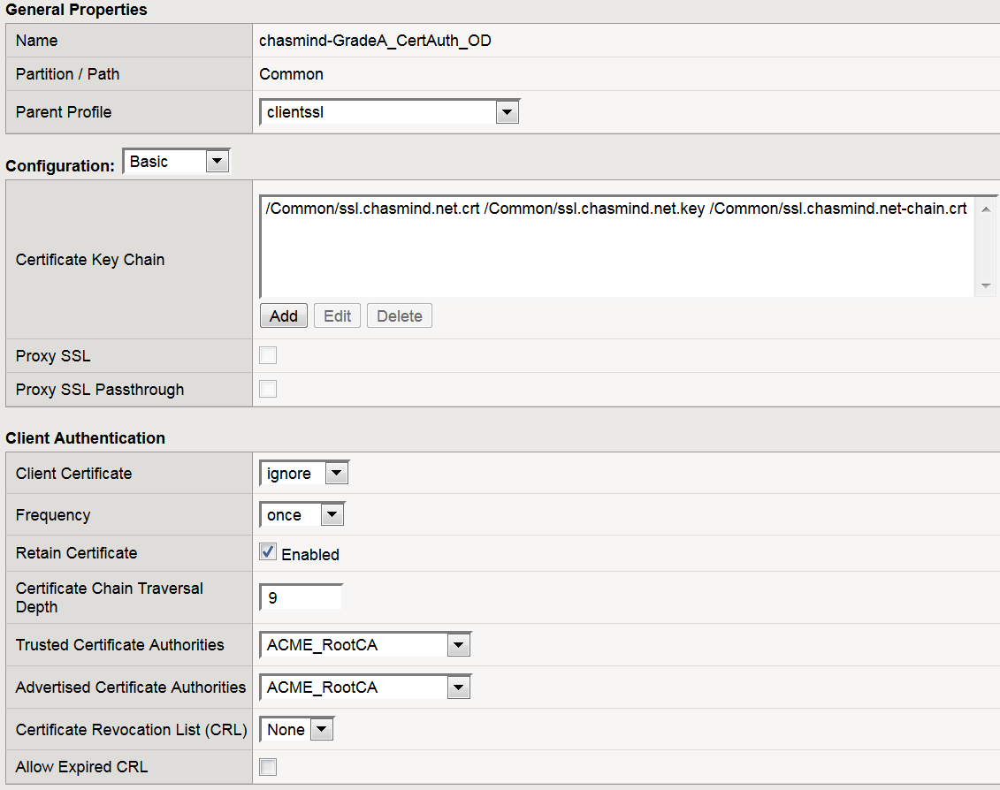 General Properties
Name chasmind-GradeA_CertAuth_OD
Partition / Path Common
Parent Profile clientssl
Configuration: Basic
Certificate Key Chain /Common/ssl.chasmind.net.crt /Common/ssl.chasmind.net.key /Common/ssl.chasmind.net-chain.crt
Add Edit Delete
Proxy SSL
Proxy SSL Passthrough
Client Authentication
Client Certificate ignore
Frequency once
Retain Certificate Enabled
Certificate Chain Traversal
Depth 9
Trusted Certificate Authorities ACME_RootCA
Advertised Certificate Authorities ACME_RootCA
Certificate Revocation List (CRL) None
Allow Expired CRL